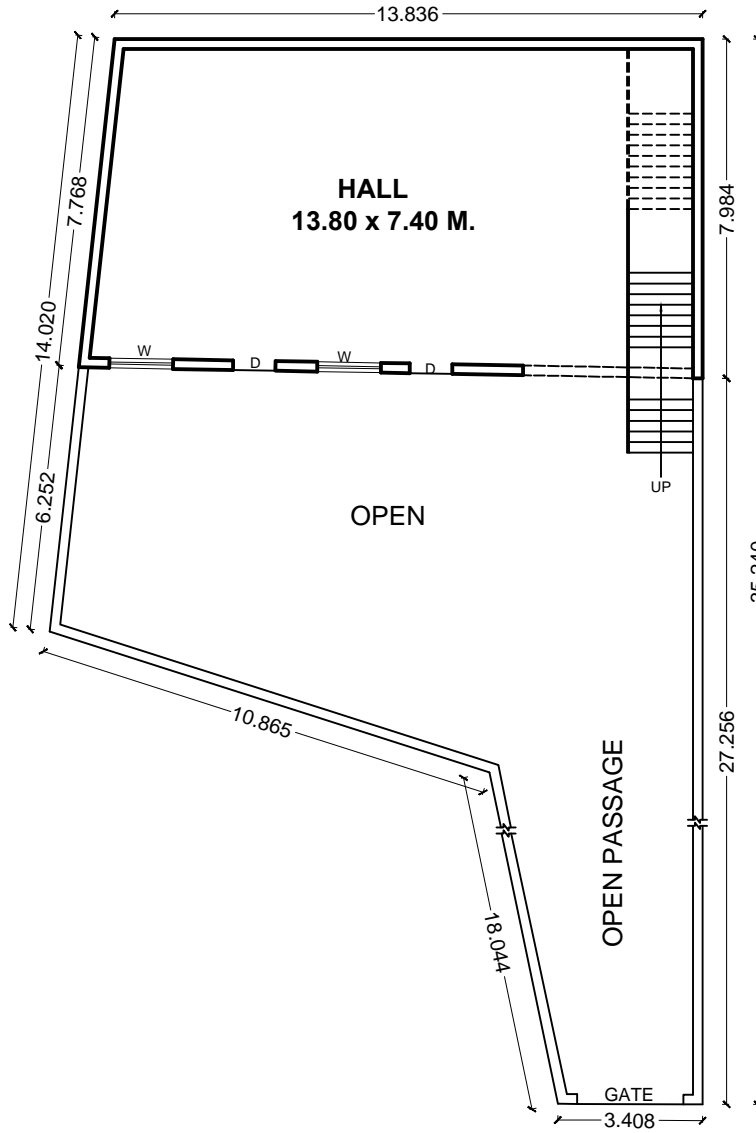 13.836
7.768
14.020
HALL
13.80 x 7.40 M.
7.984
W
D
W
D
6.252
UP
OPEN
10.865
27.256
OPEN PASSAGE
18.044
GATE
3.408